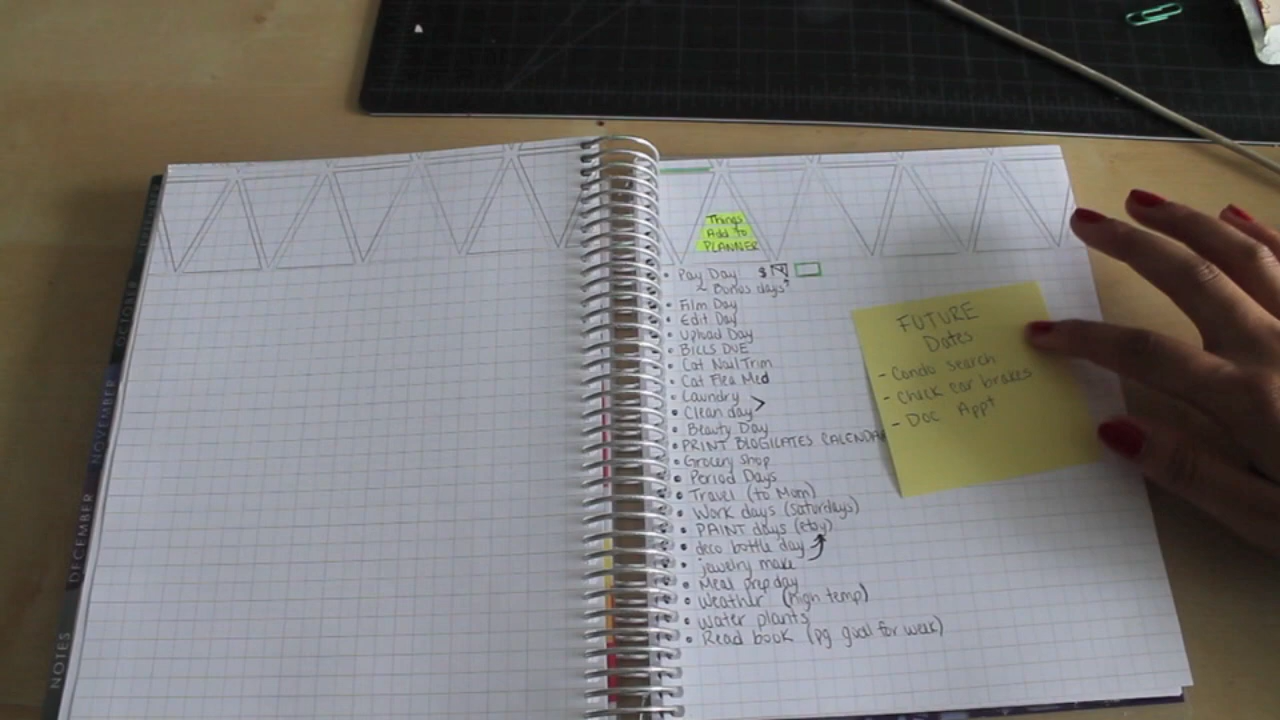 Things
Add to
PLANNER
• Pay Day $
~ Bonus days?
• Film Day
• Edit Day
• Upload Day
• BILLS DUE
• Cat Nail Trim
• Cat Flea Med
• Laundry >
• Clean day
• Beauty Day
• PRINT BLOGILATES CALENDAR
• Grocery Shop
• Period Days
• Travel (to Mom)
• Work days (saturdays)
• PAINT days (etsy)
• deco bottle day
• jewelry make
• Meal prep day
• Weather (high temp)
• Water plants
• Read book (pg goal for week)
FUTURE
Dates
- Condo search
- Check car brakes
- Doc Appt
OCTOBER
NOVEMBER
DECEMBER
NOTES